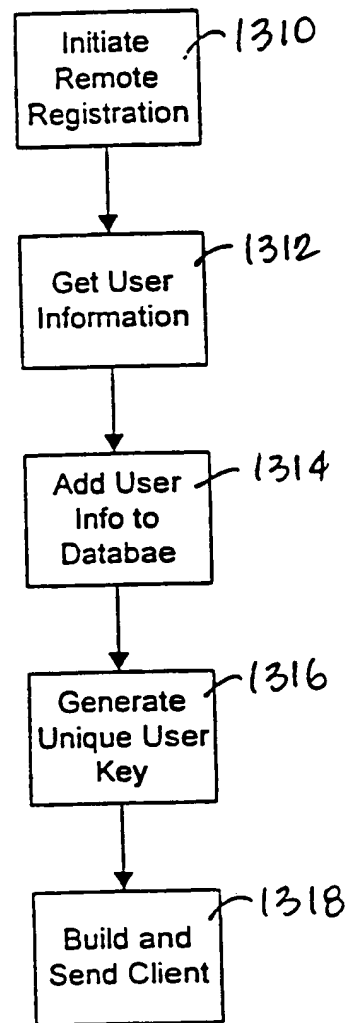 Initiate
Remote
Registration
1310
Get User
Information
1312
Add User
Info to
Databae
1314
Generate
Unique User
Key
1316
Build and
Send Client
1318